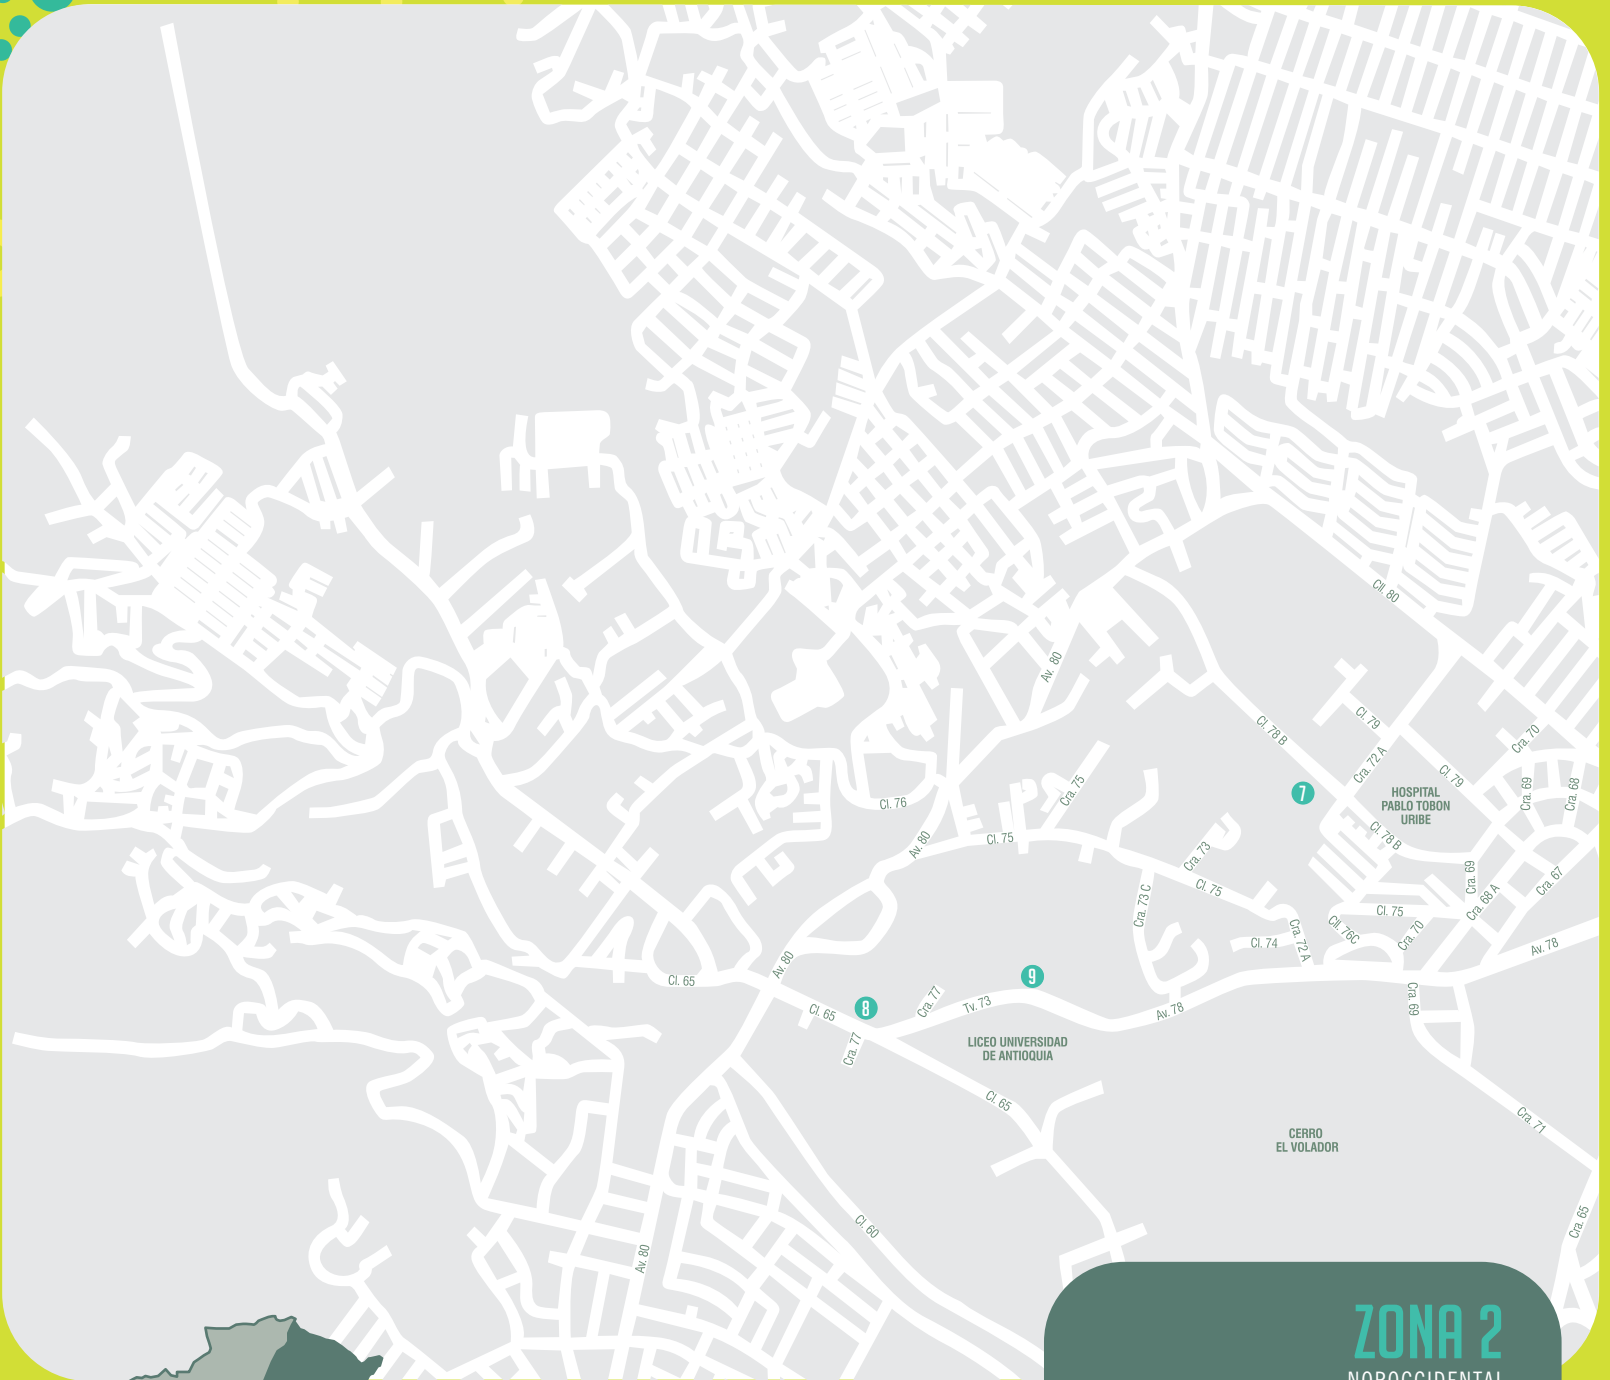 Cll. 80
Av. 80
Cl. 79
Cl. 78 B
Cra. 70
Cra. 72 A
Cl. 79
7
HOSPITAL
PABLO TOBON
URIBE
Cra. 69
Cra. 68
Cra. 75
Cl. 76
Av. 80
Cl. 75
Cl. 78 B
Cra. 73
Cl. 75
Cra. 69
Cra. 67
Cra. 68 A
Cra. 73 C
Cl. 75
Cll. 76C
Cra. 70
Cra. 72 A
Cl. 74
Av. 78
Av. 80
Cl. 65
9
Cra. 77
Tv. 73
8
Cl. 65
Av. 78
Cra. 69
Cra. 77
LICEO UNIVERSIDAD
DE ANTIOQUIA
Cl. 65
Cra. 71
CERRO
EL VOLADOR
Cl. 60
Cra. 65
Av. 80
ZONA 2
NOROCCIDENTAL